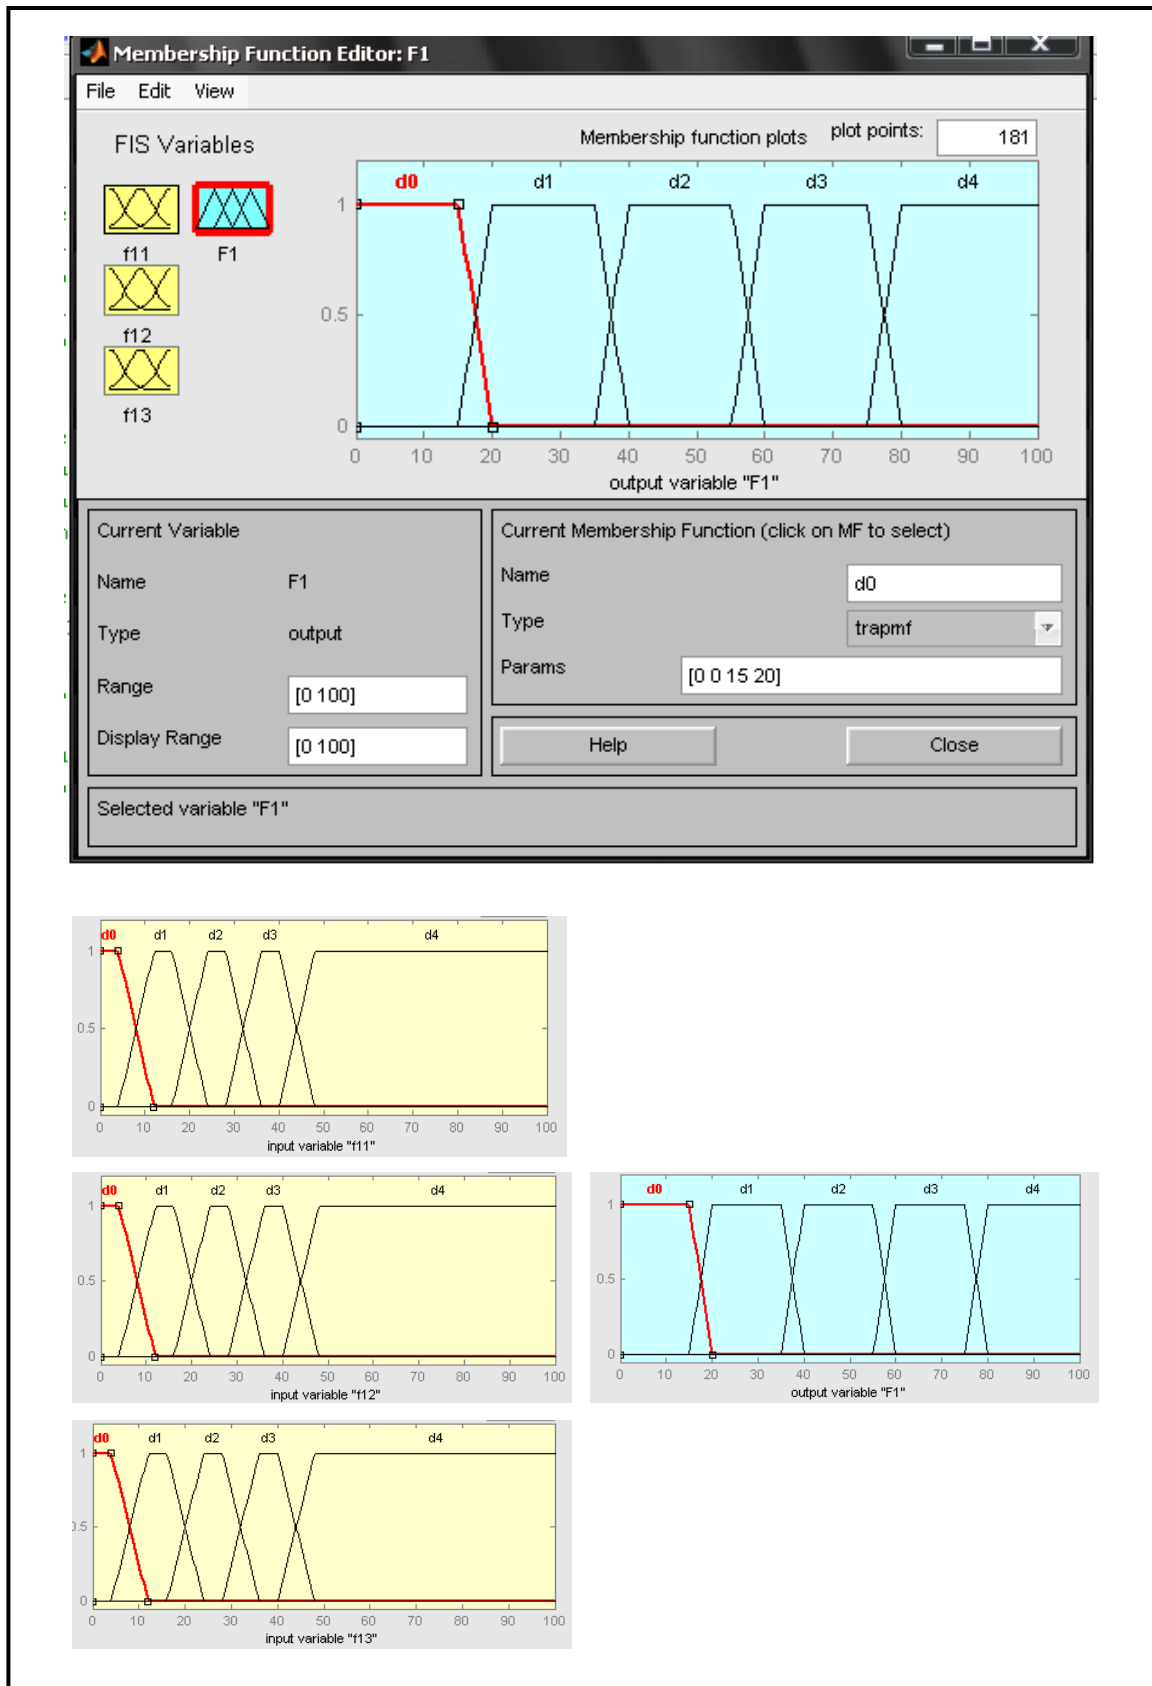 Membership Function Editor: F1
File Edit View
FIS Variables
Membership function plots plot points: 181
f11 F1
f12
f13
d0 d1 d2 d3 d4
1
0.5
0
0 10 20 30 40 50 60 70 80 90 100
output variable "F1"
Current Variable
Name F1
Type output
Range [0 100]
Display Range [0 100]
Current Membership Function (click on MF to select)
Name d0
Type trapmf
Params [0 0 15 20]
Help Close
Selected variable "F1"
d0 d1 d2 d3 d4
1
0.5
0
0 10 20 30 40 50 60 70 80 90 100
input variable "f11"
d0 d1 d2 d3 d4
1
0.5
0
0 10 20 30 40 50 60 70 80 90 100
input variable "f12"
d0 d1 d2 d3 d4
1
0.5
0
0 10 20 30 40 50 60 70 80 90 100
output variable "F1"
d0 d1 d2 d3 d4
1
0.5
0
0 10 20 30 40 50 60 70 80 90 100
input variable "f13"